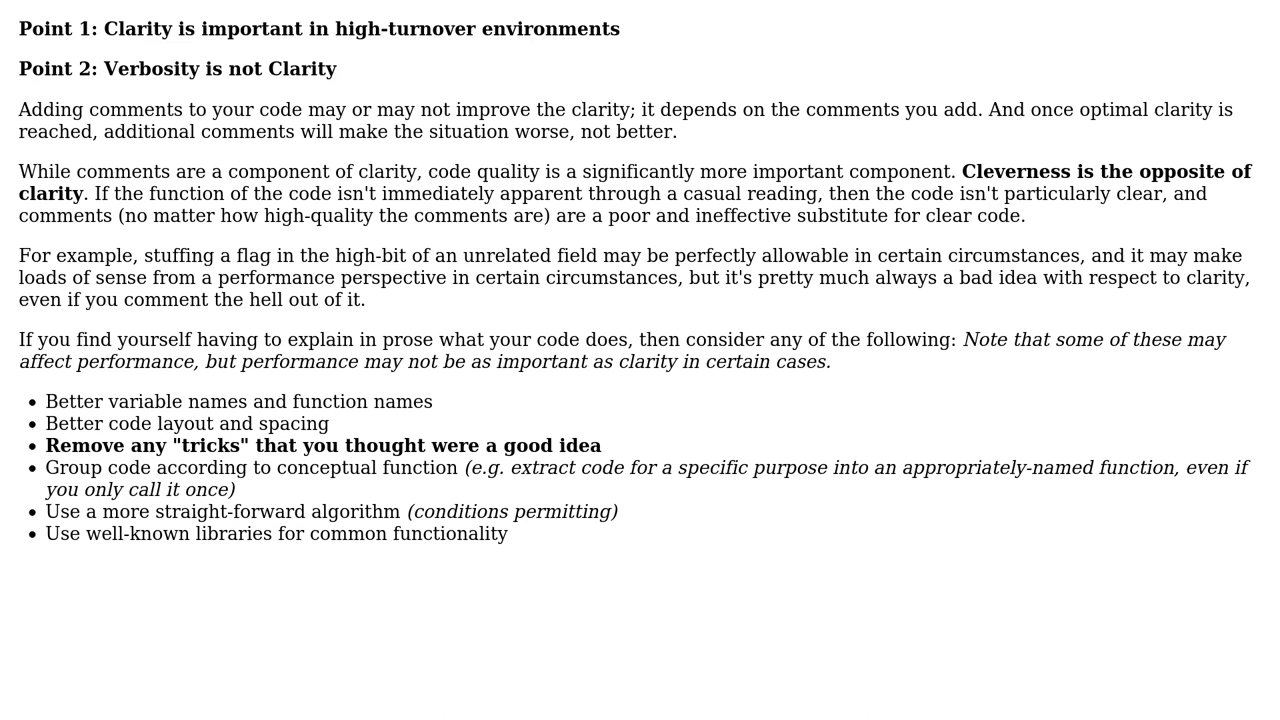 Point 1: Clarity is important in high-turnover environments
Point 2: Verbosity is not Clarity
Adding comments to your code may or may not improve the clarity; it depends on the comments you add. And once optimal clarity is
reached, additional comments will make the situation worse, not better.
While comments are a component of clarity, code quality is a significantly more important component. Cleverness is the opposite of
clarity. If the function of the code isn't immediately apparent through a casual reading, then the code isn't particularly clear, and
comments (no matter how high-quality the comments are) are a poor and ineffective substitute for clear code.
For example, stuffing a flag in the high-bit of an unrelated field may be perfectly allowable in certain circumstances, and it may make
loads of sense from a performance perspective in certain circumstances, but it's pretty much always a bad idea with respect to clarity,
even if you comment the hell out of it.
If you find yourself having to explain in prose what your code does, then consider any of the following: Note that some of these may
affect performance, but performance may not be as important as clarity in certain cases.
• Better variable names and function names
• Better code layout and spacing
• Remove any "tricks" that you thought were a good idea
• Group code according to conceptual function (e.g. extract code for a specific purpose into an appropriately-named function, even if
you only call it once)
• Use a more straight-forward algorithm (conditions permitting)
• Use well-known libraries for common functionality